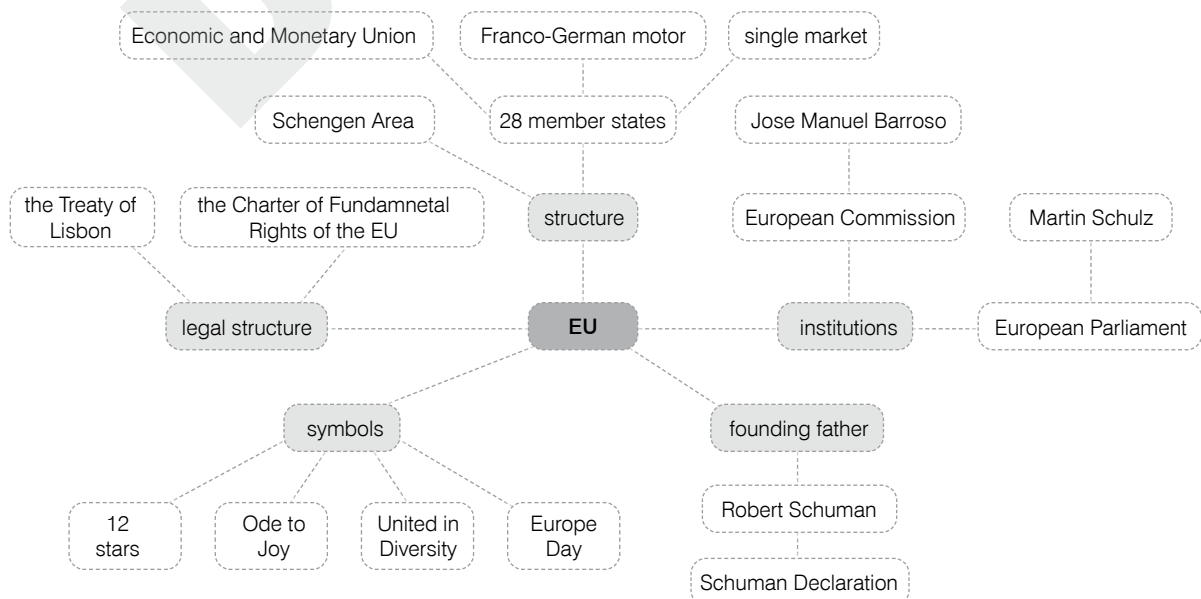 Economic and Monetary Union
Franco-German motor
single market
Schengen Area
28 member states
Jose Manuel Barroso
the Treaty of
Lisbon
the Charter of Fundamnetal
Rights of the EU
structure
European Commission
Martin Schulz
legal structure
EU
institutions
European Parliament
symbols
founding father
12
stars
Ode to
Joy
United in
Diversity
Europe
Day
Robert Schuman
Schuman Declaration